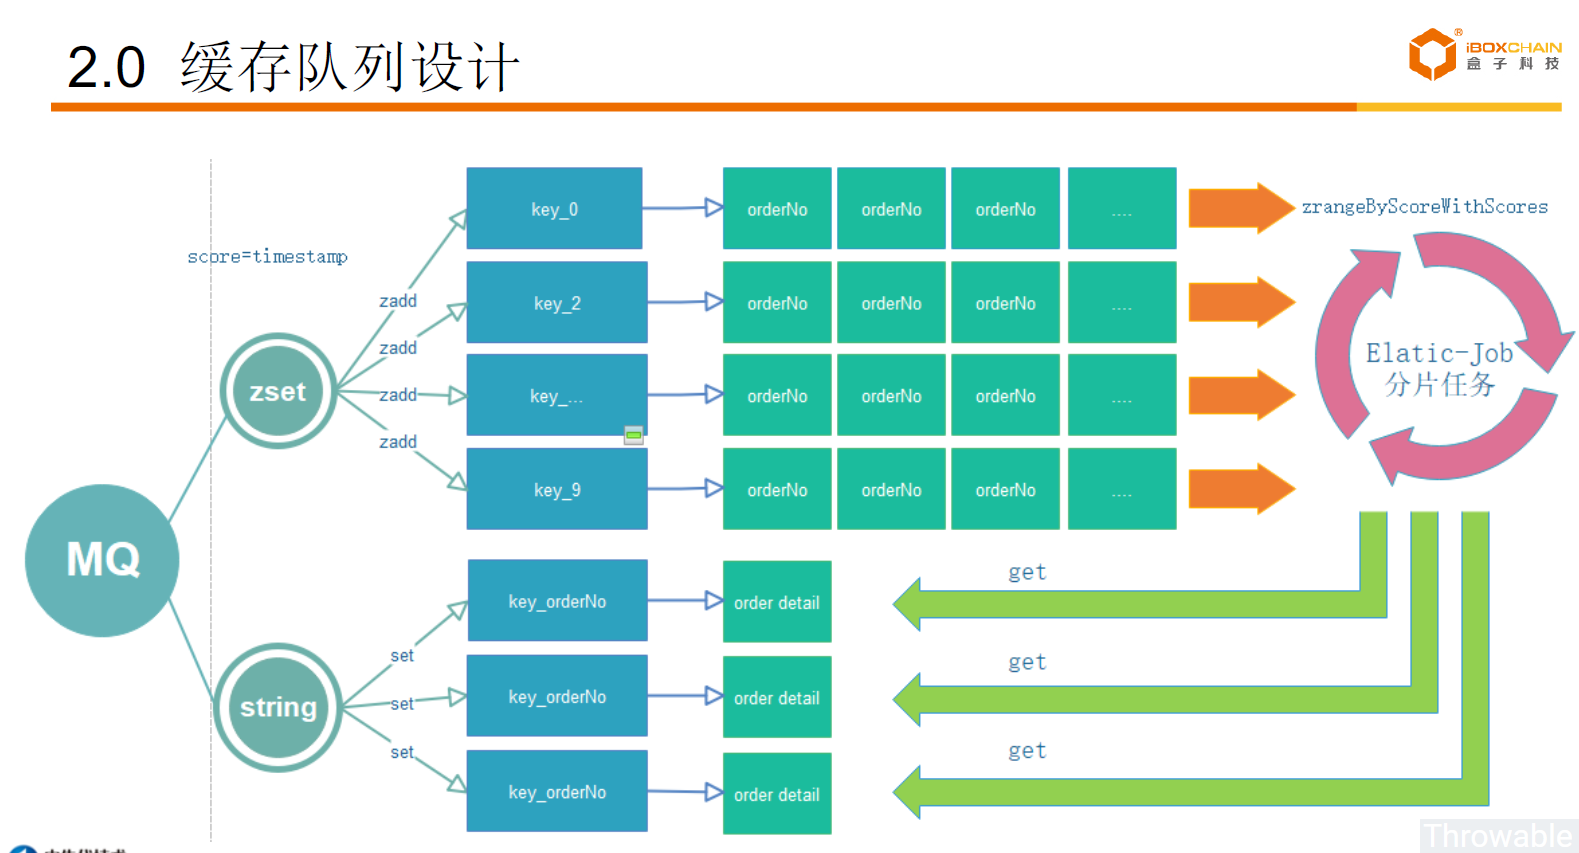 2.0 缓存队列设计
iBOXCHAIN
盒子科技
score=timestamp
zadd
zadd
zadd
zadd
zset
MQ
string
set
set
set
key_0
orderNo
orderNo
orderNo
....
key_2
orderNo
orderNo
orderNo
....
key_...
orderNo
orderNo
orderNo
....
key_9
orderNo
orderNo
orderNo
....
zrangeByScoreWithScores
Elatic-Job
分片任务
key_orderNo
order detail
get
key_orderNo
order detail
get
key_orderNo
order detail
get
Throwable